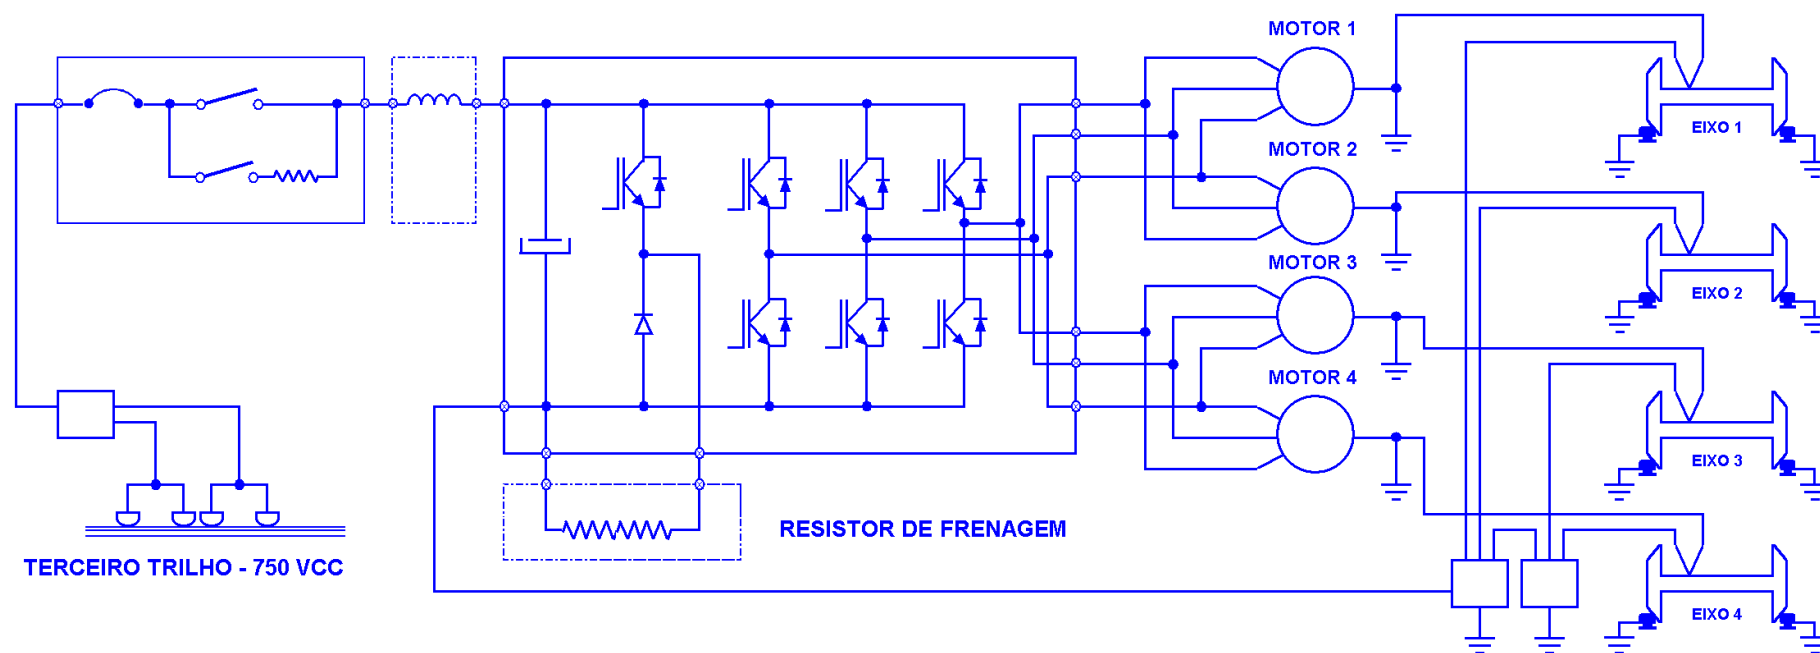 MOTOR 1
EIXO 1
MOTOR 2
MOTOR 3
EIXO 2
MOTOR 4
EIXO 3
RESISTOR DE FRENAGEM
TERCEIRO TRILHO - 750 VCC
EIXO 4